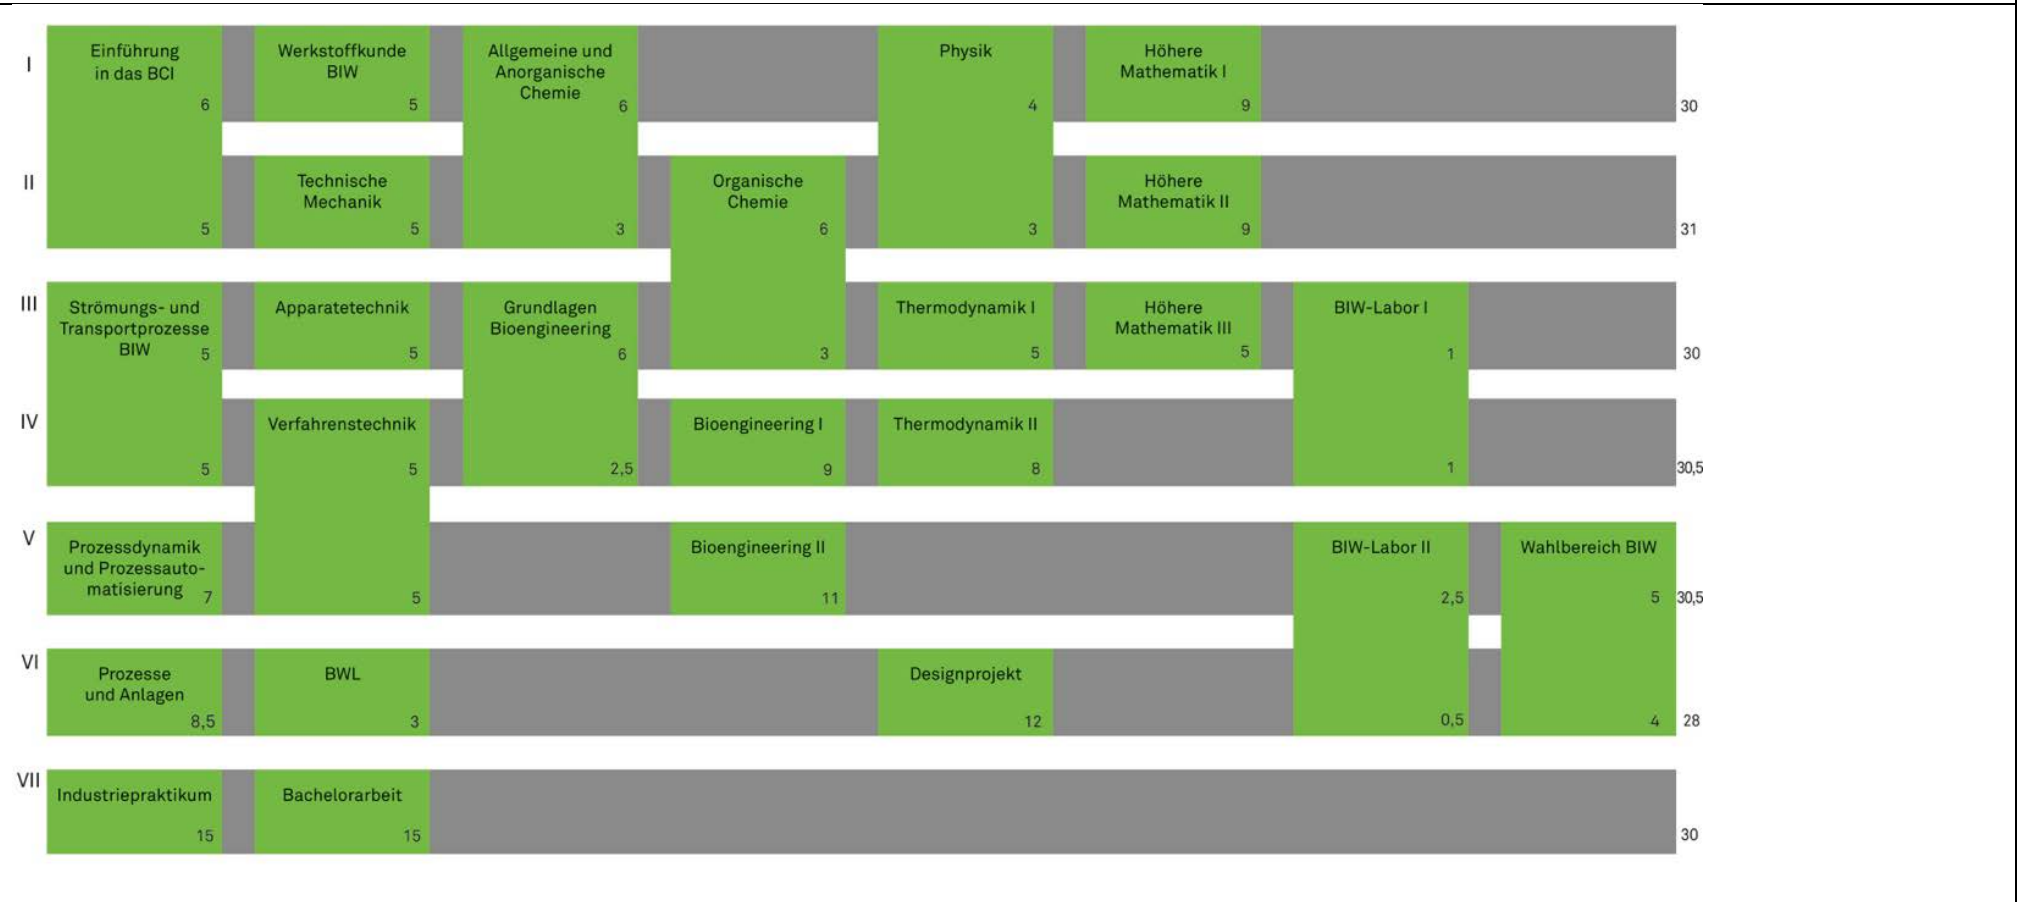 I
Einführung
in das BCI
6
Werkstoffkunde
BIW
5
Allgemeine und
Anorganische
Chemie
6
Physik
4
Höhere
Mathematik I
9
30
II
5
Technische
Mechanik
5
3
Organische
Chemie
6
3
Höhere
Mathematik II
9
31
III
Strömungs- und
Transportprozesse
BIW
5
Apparatetechnik
5
Grundlagen
Bioengineering
6
3
Thermodynamik I
5
Höhere
Mathematik III
5
BIW-Labor I
1
30
IV
5
Verfahrenstechnik
5
2,5
Bioengineering I
9
Thermodynamik II
8
1
30,5
V
Prozessdynamik
und Prozessauto-
matisierung
7
5
Bioengineering II
11
BIW-Labor II
2,5
Wahlbereich BIW
5
30,5
VI
Prozesse
und Anlagen
8,5
BWL
3
Designprojekt
12
0,5
4
28
VII
Industriepraktikum
15
Bachelorarbeit
15
30